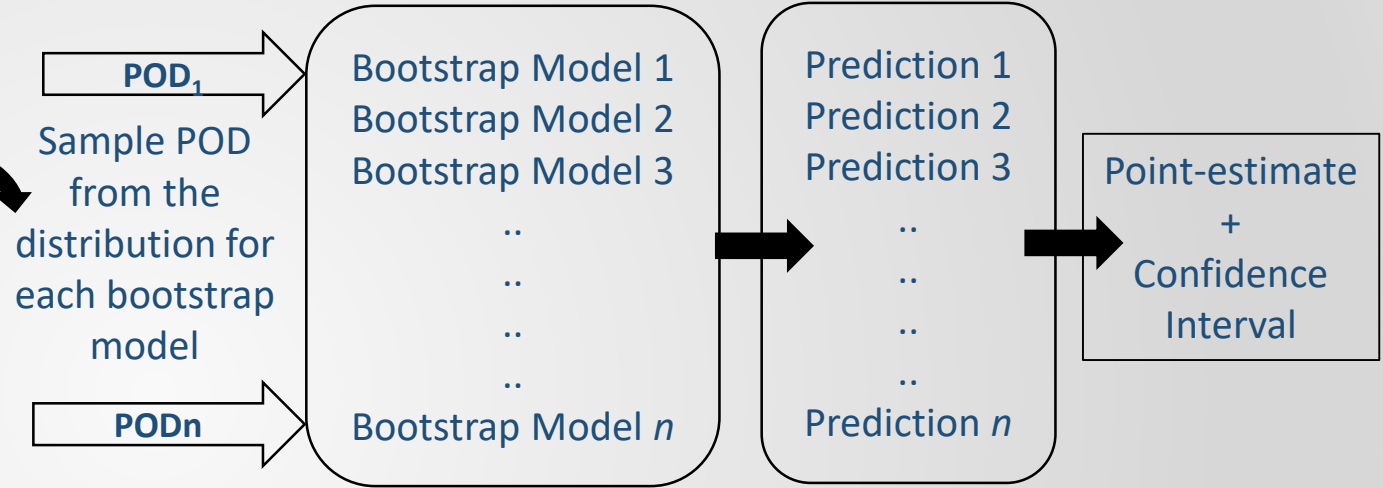 POD₁
Sample POD
from the
distribution for
each bootstrap
model
PODn
Bootstrap Model 1
Bootstrap Model 2
Bootstrap Model 3
..
..
..
..
Bootstrap Model n
Prediction 1
Prediction 2
Prediction 3
..
..
..
..
Prediction n
Point-estimate
+
Confidence
Interval